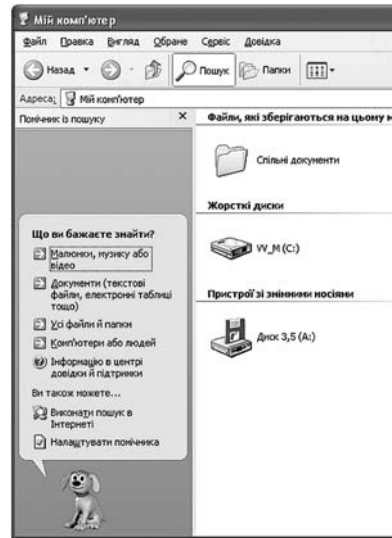 Мій комп'ютер
Файл Правка Вигляд Обране Сервіс Довідка
Назад Пошук Папки
Адреса: Мій комп'ютер
Помічник із пошуку × Файли, які зберігаються на цьому
Спільні документи
Жорсткі диски
Що ви бажаєте знайти?
Малюнки, музику або
відео
VV_M (C:)
Документи (текстові
файли, електронні таблиці
тощо)
Пристрої зі змінними носіями
Усі файли й папки
Комп'ютери або людей
Диск 3,5 (A:)
Інформацію в центрі
довідки й підтримки
Ви також можете...
Виконати пошук в
Інтернеті
Налаштувати помічника